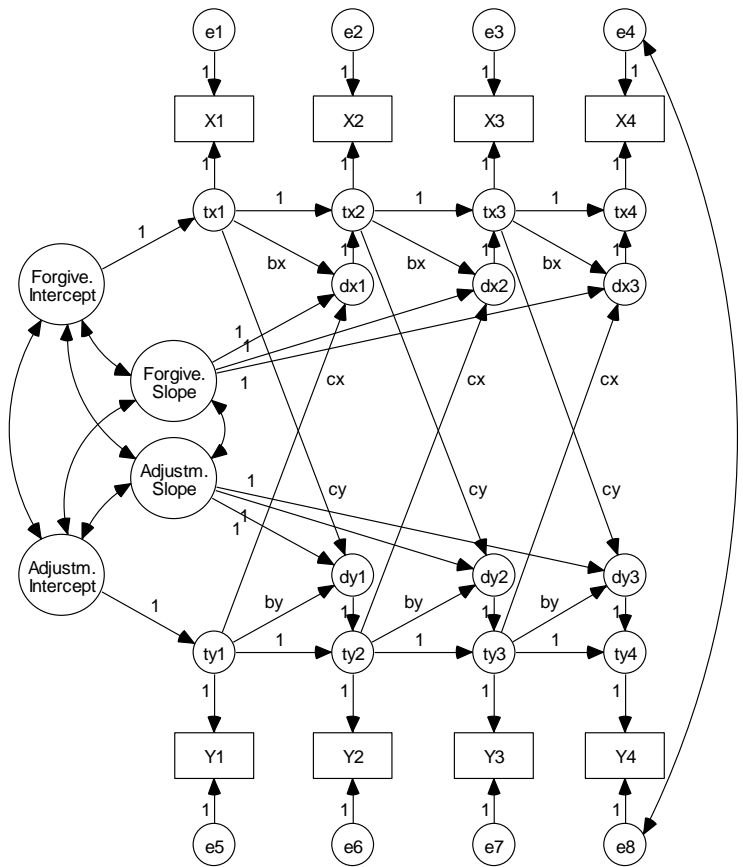 e1 e2 e3 e4
1 1 1 1
X1 X2 X3 X4
1 1 1 1
tx1 1 tx2 1 tx3 1 tx4
1
bx 1 bx 1 bx 1
Forgive.
Intercept
dx1 dx2 dx3
1
1
1
Forgive.
Slope
cx cx cx
Adjustm.
Slope
1
1
1
cy cy cy
Adjustm.
Intercept
dy1 dy2 dy3
1
by 1 by 1 by 1
ty1 1 ty2 1 ty3 1 ty4
1 1 1 1
Y1 Y2 Y3 Y4
1 1 1 1
e5 e6 e7 e8